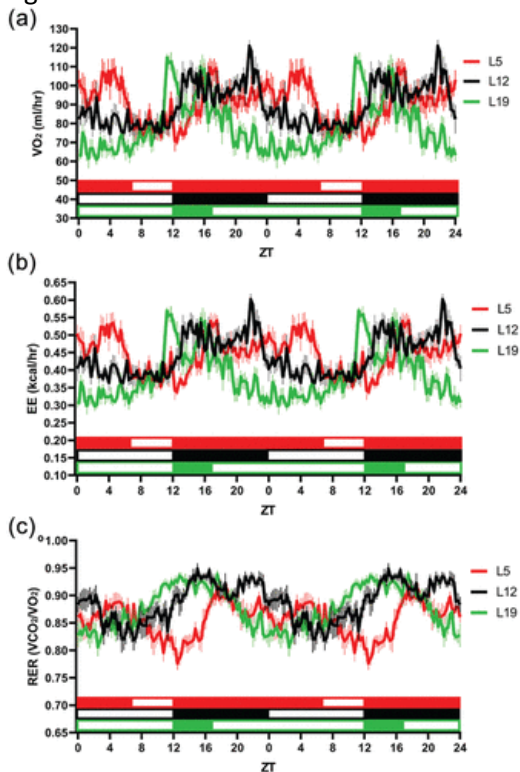 (a)
130
120
110
100
90
80
70
60
50
40
30
VO₂ (ml/hr)
L5
L12
L19
0 4 8 12 16 20 0 4 8 12 16 20 24
ZT
(b)
0.65
0.60
0.55
0.50
0.45
0.40
0.35
0.30
0.25
0.20
0.15
0.10
EE (kcal/hr)
L5
L12
L19
0 4 8 12 16 20 0 4 8 12 16 20 24
ZT
(c)
1.00
0.95
0.90
0.85
0.80
0.75
0.70
0.65
RER (VCO₂/VO₂)
L5
L12
L19
0 4 8 12 16 20 0 4 8 12 16 20 24
ZT